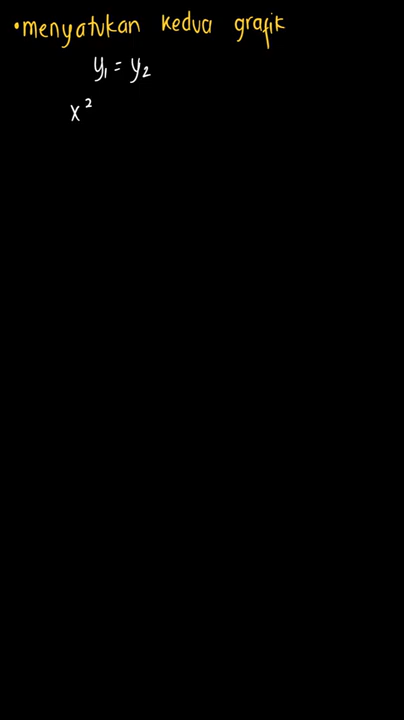 •menyatukan kedua grafik
y₁ = y₂
x²